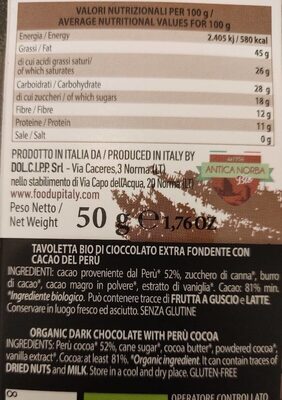 VALORI NUTRIZIONALI PER 100 g /
AVERAGE NUTRITIONAL VALUES FOR 100 g
Energia / Energy 2.405 kj / 580 kcal
Grassi / Fat 45 g
di cui acidi grassi saturi/
of which saturates 26 g
Carboidrati / Carbohydrate 28 g
di cui zuccheri / of which sugars 18 g
Fibre / Fibre 12 g
Proteine / Protein 11 g
Sale / Salt 0 g
PRODOTTO IN ITALIA DA / PRODUCED IN ITALY BY
DOL.C.I.P.P. Srl - Via Caceres, 3 Norma (LT)
nello stabilimento di Via Capo dell'Acqua, 20 Norma (LT)
www.foodupitaly.com
ANTICA NORBA
Peso Netto /
Net Weight 50 g e 1,76 OZ
TAVOLETTA BIO DI CIOCCOLATO EXTRA FONDENTE CON
CACAO DEL PERÙ
INGREDIENTI: cacao proveniente dal Perù* 52%, zucchero di canna*, burro
di cacao*, cacao magro in polvere*, estratto di vaniglia*. Cacao: 81% min.
*Ingrediente biologico. Può contenere tracce di FRUTTA A GUSCIO e LATTE.
Conservare in luogo fresco ed asciutto. SENZA GLUTINE
ORGANIC DARK CHOCOLATE WITH PERÙ COCOA
INGREDIENTS: Perù cocoa* 52%, cane sugar*, cocoa butter*, powdered cocoa*,
vanilla extract*. Cocoa: at least 81%. *Organic ingredient. It can contain traces of
DRIED NUTS and MILK. Store in a cool and dry place. GLUTEN-FREE
OPERATORE CONTROLLATO